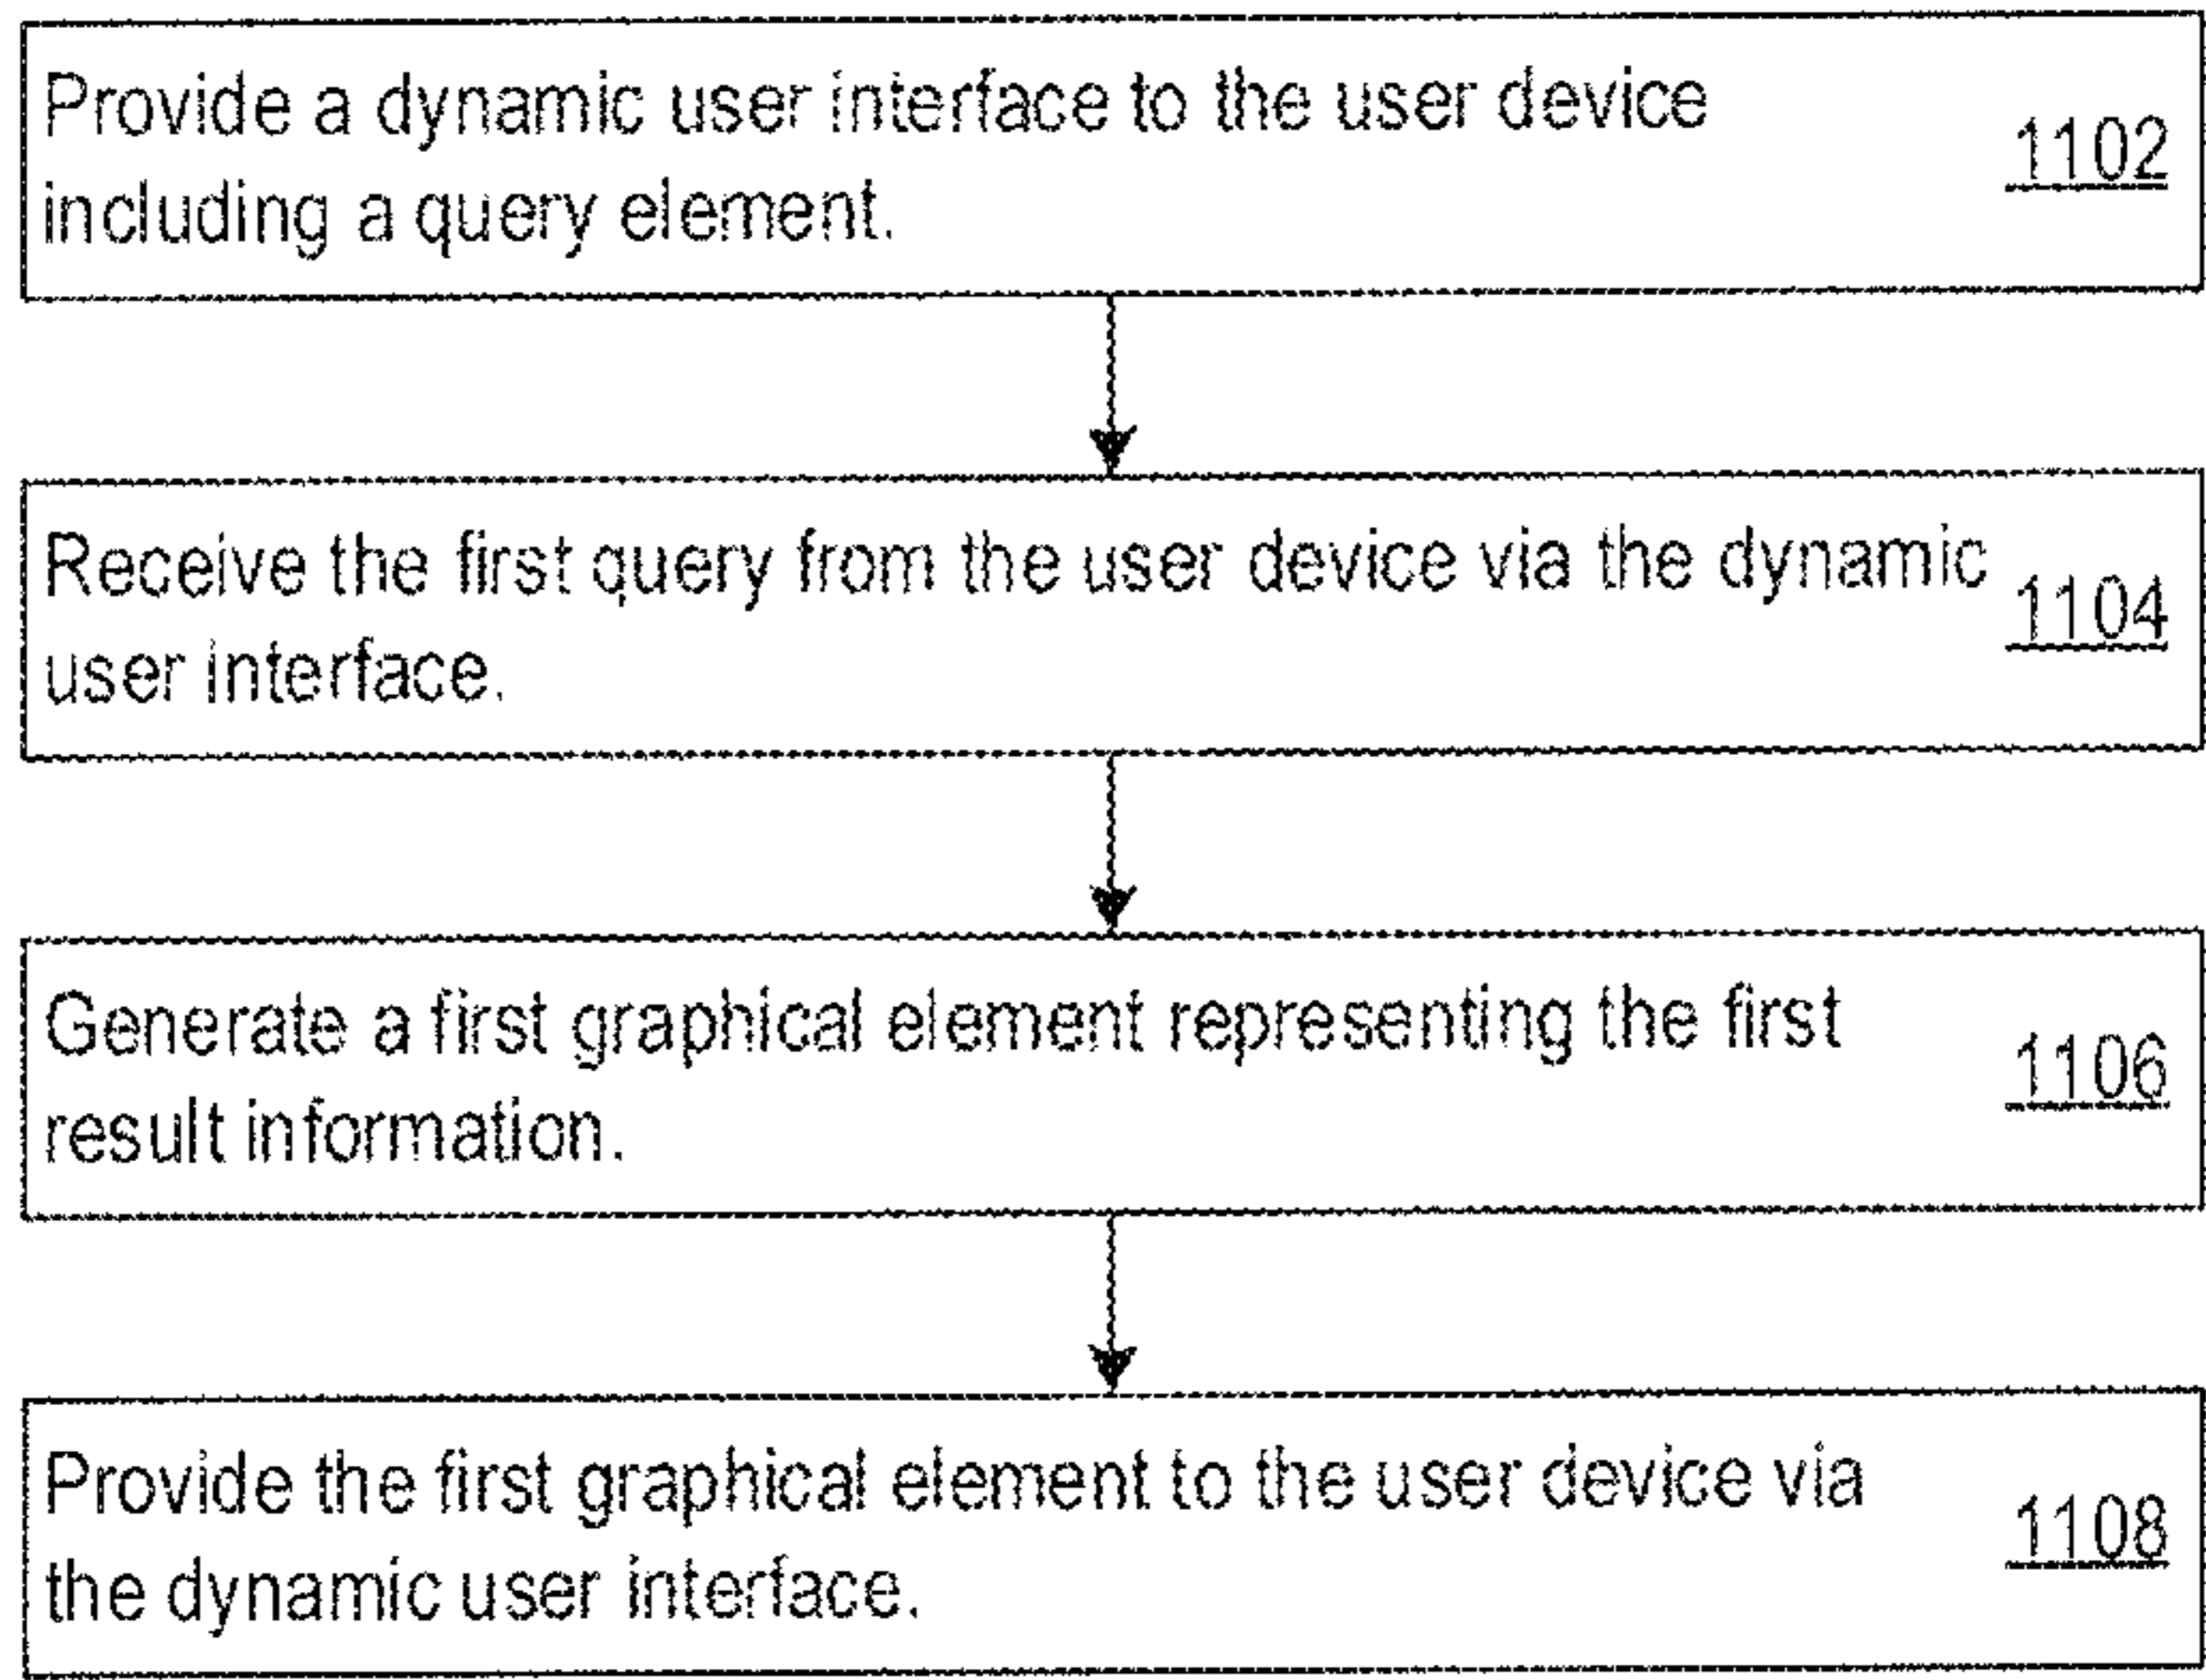 Provide a dynamic user interface to the user device
including a query element.
1102
Receive the first query from the user device via the dynamic
user interface.
1104
Generate a first graphical element representing the first
result information.
1106
Provide the first graphical element to the user device via
the dynamic user interface.
1108